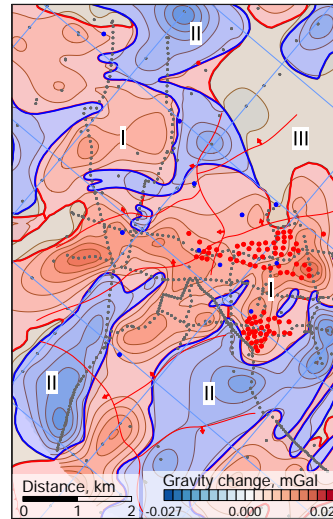 II
I
III
I
II
II
Distance, km
0 1 2
Gravity change, mGal
-0.027 0.000 0.02